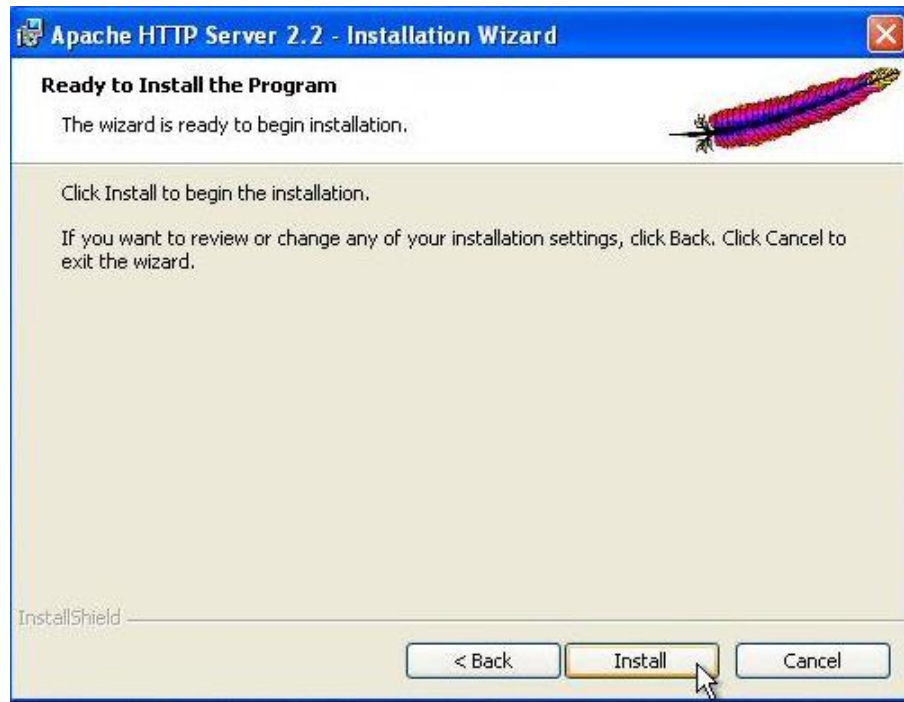 Apache HTTP Server 2.2 - Installation Wizard
Ready to Install the Program
The wizard is ready to begin installation.
Click Install to begin the installation.
If you want to review or change any of your installation settings, click Back. Click Cancel to
exit the wizard.
InstallShield
< Back Install Cancel